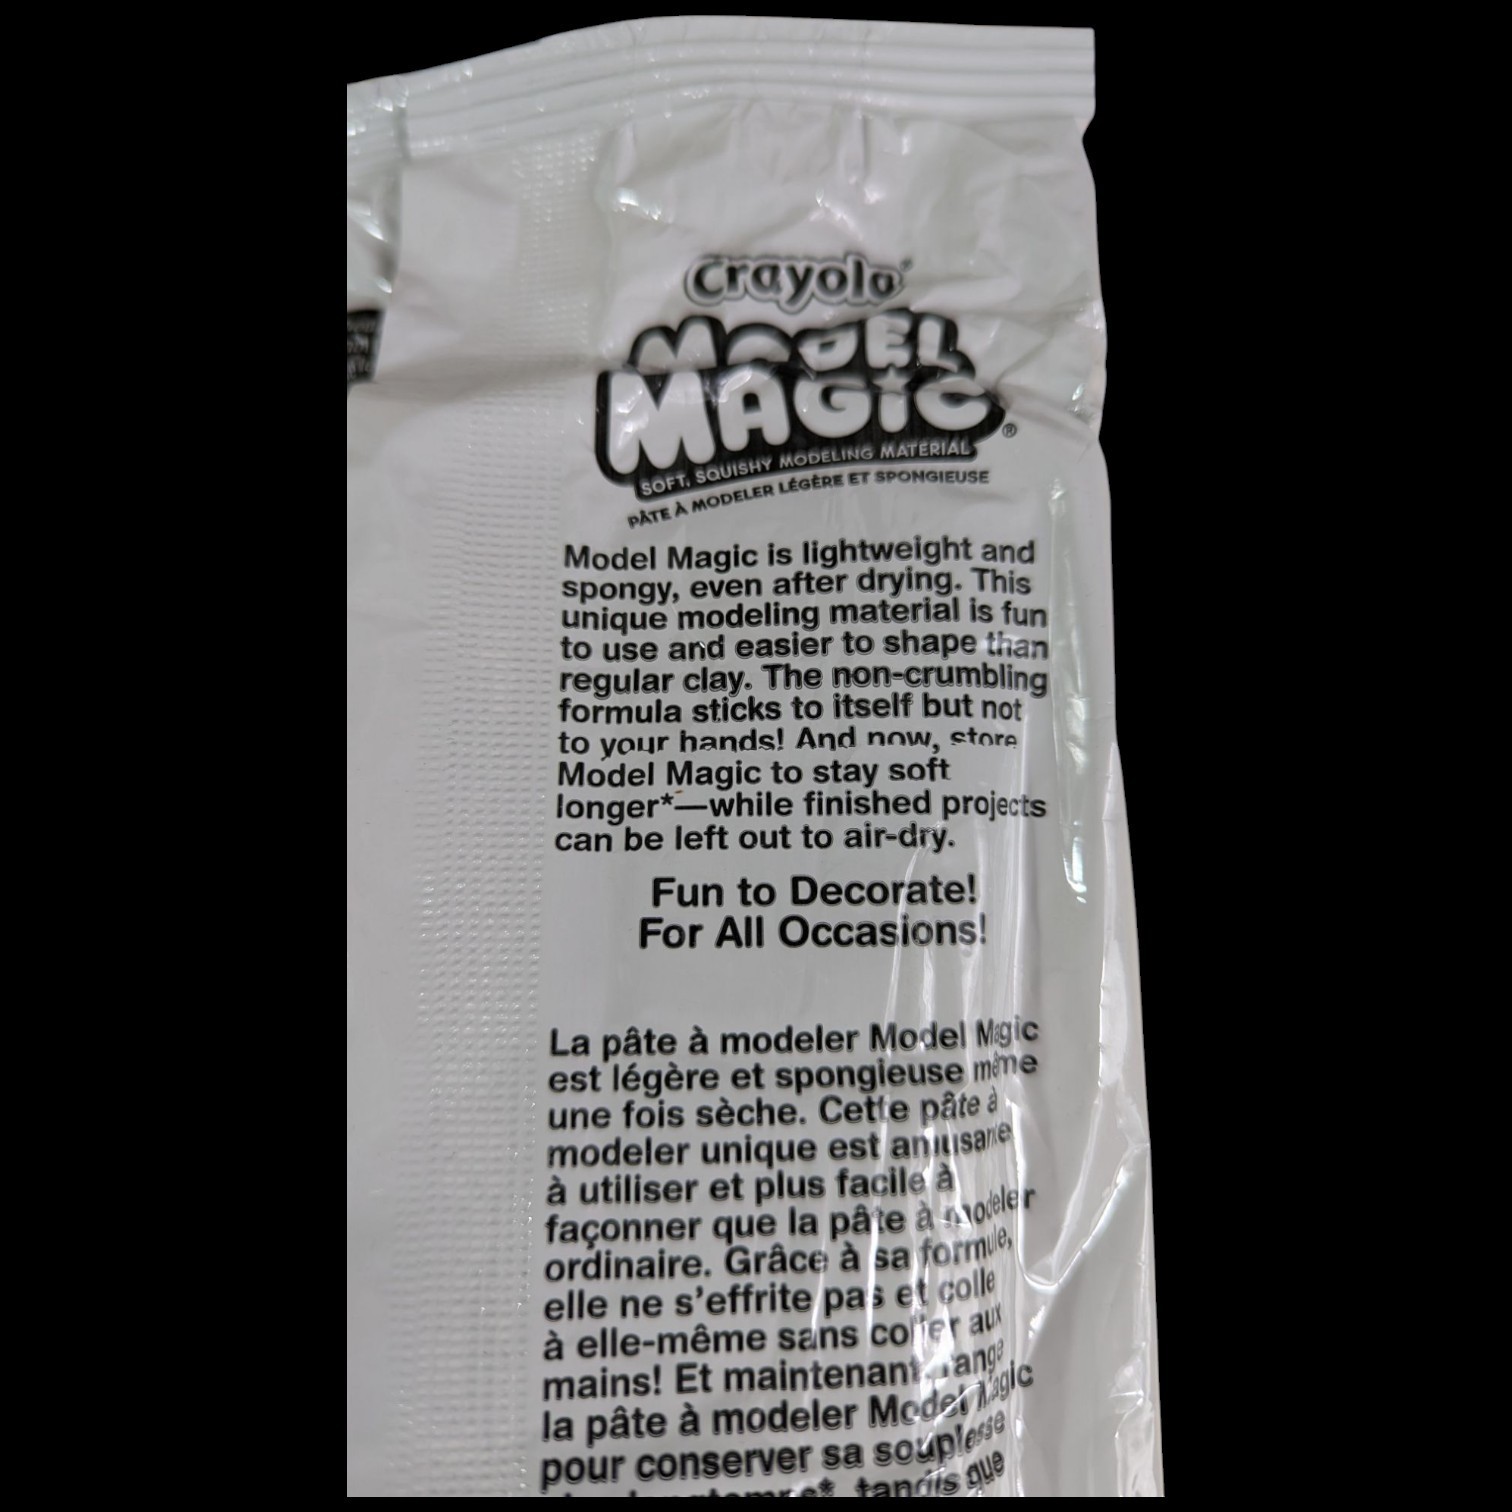 Crayola®
MODEL
MAGIC®
SOFT, SQUISHY MODELING MATERIAL
PÂTE À MODELER LÉGÈRE ET SPONGIEUSE
Model Magic is lightweight and
spongy, even after drying. This
unique modeling material is fun
to use and easier to shape than
regular clay. The non-crumbling
formula sticks to itself but not
to your hands! And now, store
Model Magic to stay soft
longer*—while finished projects
can be left out to air-dry.
Fun to Decorate!
For All Occasions!
La pâte à modeler Model Magic
est légère et spongieuse même
une fois sèche. Cette pâte à
modeler unique est amusante
à utiliser et plus facile à
façonner que la pâte à modeler
ordinaire. Grâce à sa formule,
elle ne s'effrite pas et colle
à elle-même sans coller aux
mains! Et maintenant,
la pâte à modeler Model Magic
pour conserver sa souplesse
tandis que